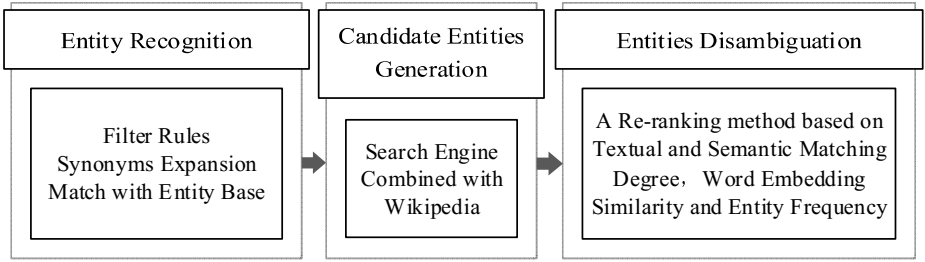 Entity Recognition
Filter Rules
Synonyms Expansion
Match with Entity Base
Candidate Entities
Generation
Search Engine
Combined with
Wikipedia
Entities Disambiguation
A Re-ranking method based on
Textual and Semantic Matching
Degree，Word Embedding
Similarity and Entity Frequency